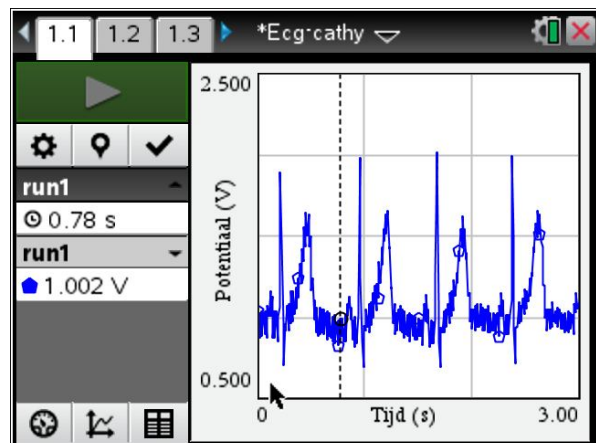 1.1 1.2 1.3 *Ecg-cathy
run1
0.78 s
run1
1.002 V
2.500
Potentiaal (V)
0.500
0 Tijd (s) 3.00